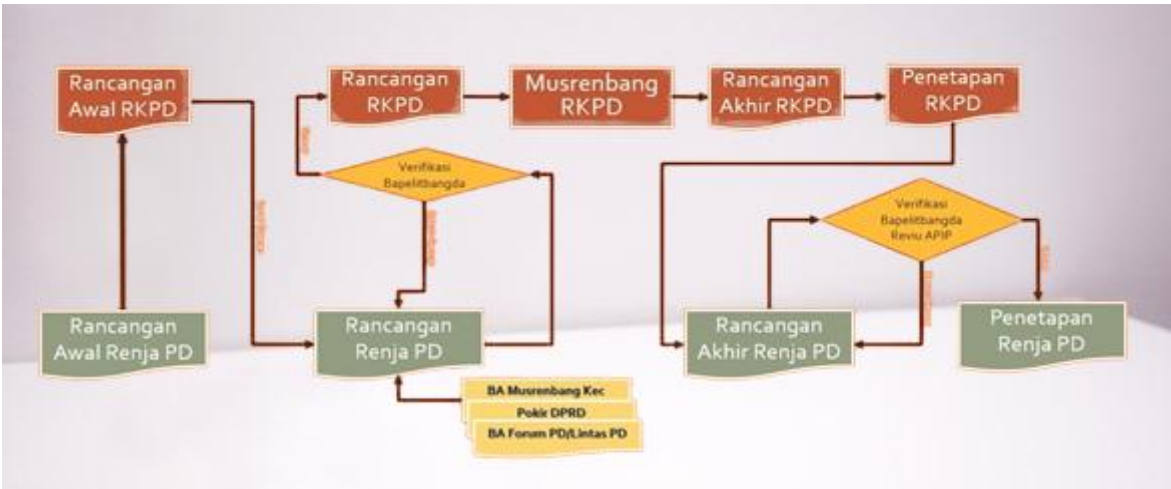 Rancangan
Awal RKPD
Rancangan
RKPD
Musrenbang
RKPD
Rancangan
Akhir RKPD
Penetapan
RKPD
Verifikasi
Bapelitbangda
Verifikasi
Bapelitbangda
Reviu APIP
Rancangan
Awal Renja PD
Rancangan
Renja PD
Rancangan
Akhir Renja PD
Penetapan
Renja PD
BA Musrenbang Kec
Pokir DPRD
BA Forum PD/Lintas PD